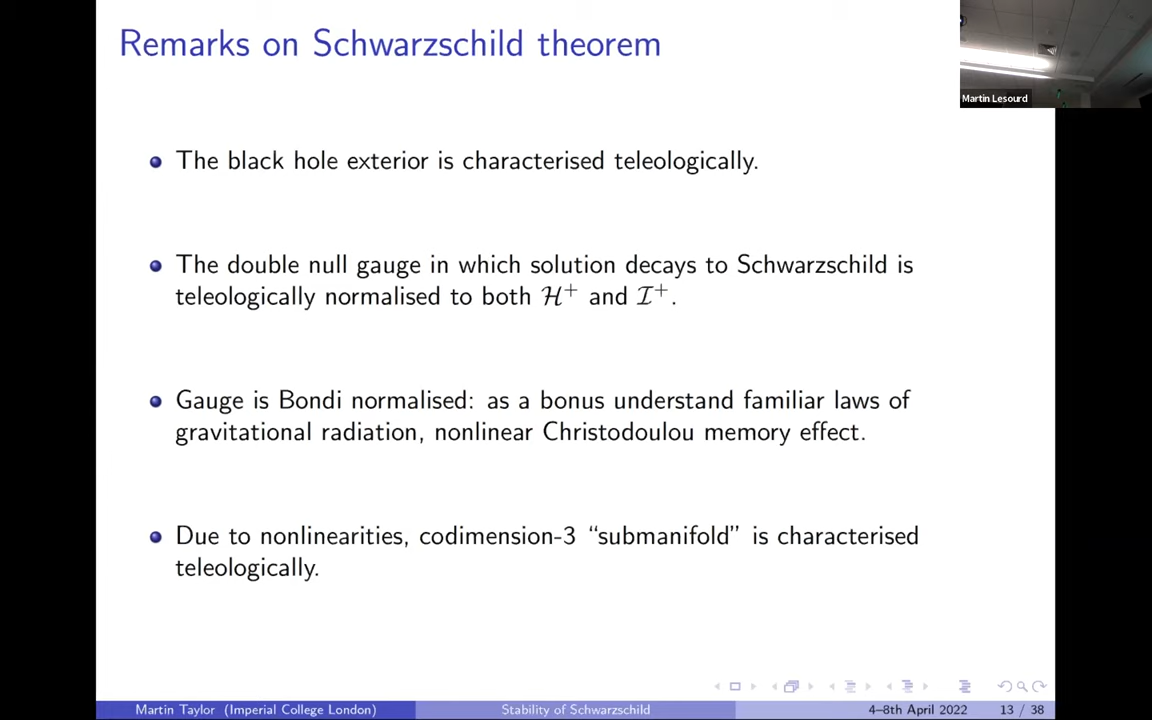 Remarks on Schwarzschild theorem
Martin Lesourd
The black hole exterior is characterised teleologically.
The double null gauge in which solution decays to Schwarzschild is
teleologically normalised to both ℋ⁺ and ℐ⁺.
Gauge is Bondi normalised: as a bonus understand familiar laws of
gravitational radiation, nonlinear Christodoulou memory effect.
Due to nonlinearities, codimension-3 “submanifold” is characterised
teleologically.
Martin Taylor (Imperial College London) Stability of Schwarzschild 4–8th April 2022 13 / 38